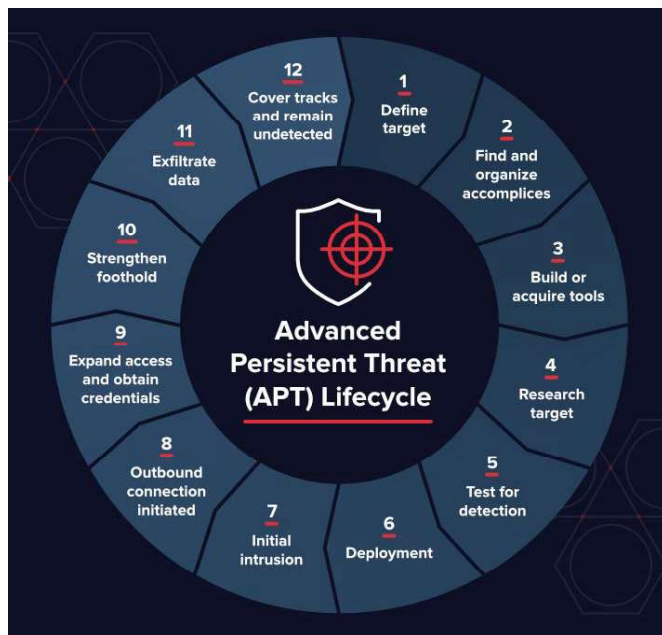 Advanced
Persistent Threat
(APT) Lifecycle
1
Define
target
2
Find and
organize
accomplices
3
Build or
acquire tools
4
Research
target
5
Test for
detection
6
Deployment
7
Initial
intrusion
8
Outbound
connection
initiated
9
Expand access
and obtain
credentials
10
Strengthen
foothold
11
Exfiltrate
data
12
Cover tracks
and remain
undetected